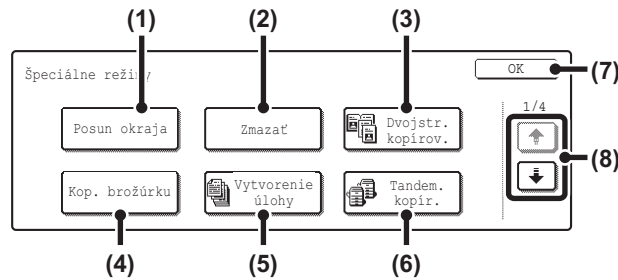 (1) (2) (3)
Špeciálne režimy
OK
(7)
1/4
Posun okraja
Zmazať
Dvojstr.
kopírov.
(8)
Kop. brožúrku
Vytvorenie
úlohy
Tandem.
kopír.
(4) (5) (6)